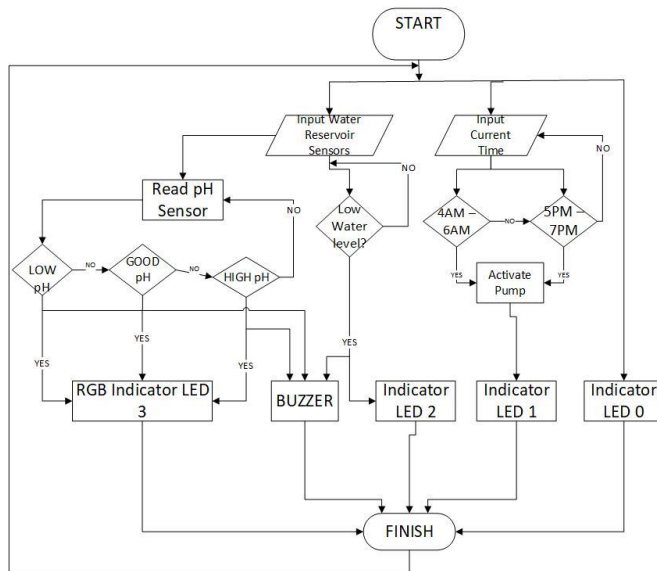 START
Input Water
Reservoir
Sensors
Input
Current
Time
NO
NO
Read pH
Sensor
NO
Low
Water
level?
4AM –
6AM
NO
5PM –
7PM
LOW
pH
NO
GOOD
pH
NO
HIGH pH
YES
YES
Activate
Pump
YES
YES
YES
YES
RGB Indicator LED
3
BUZZER
Indicator
LED 2
Indicator
LED 1
Indicator
LED 0
FINISH